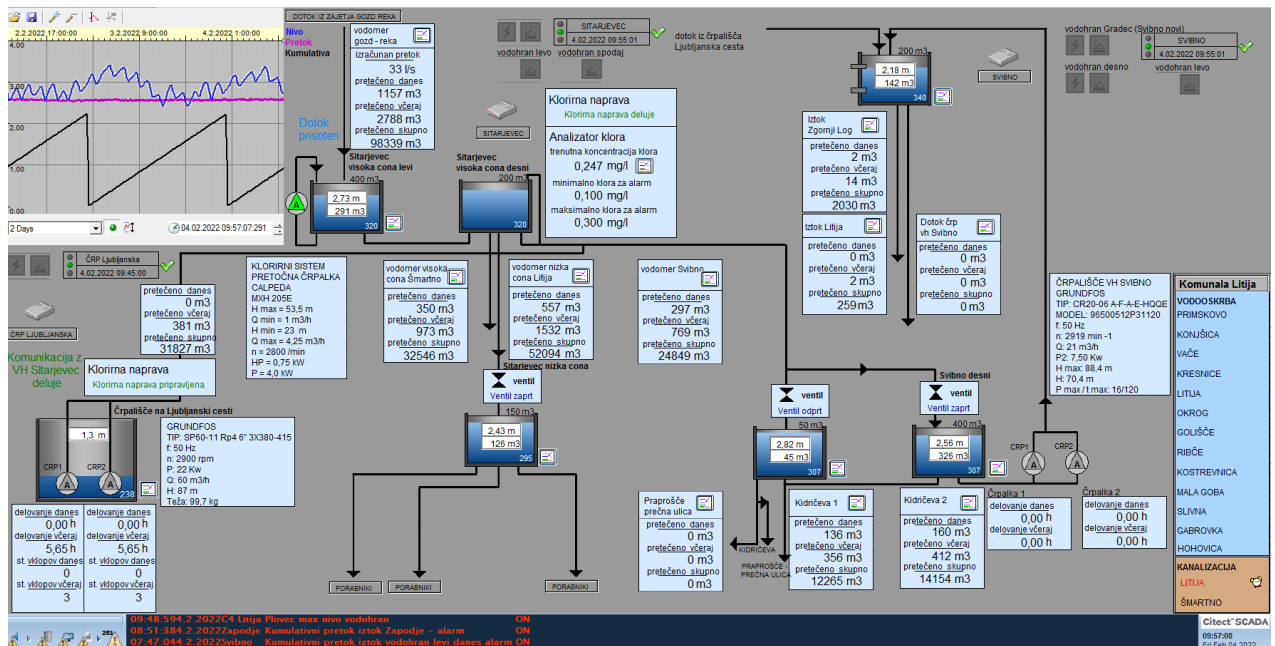 2.2.2022 17:00:00
3.2.2022 9:00:00
4.2.2022 1:00:00
4,00
3,00
2,00
1,00
0,00
Nivo
Pretok
Kumulativa
2 Days
04.02.2022 09:57:07:291
DOTOK IZ ZAJETJA GOZD REKA
vodomer
gozd - reka
izračunan pretok
33 l/s
pretečeno danes
1157 m3
pretečeno včeraj
2788 m3
pretečeno skupno
98339 m3
Dotok
prisoten
SITARJEVEC
4.02.2022 09:55:01
vodohran levo
vodohran spodaj
SITARJEVEC
dotok iz črpališča
Ljubljanska cesta
Klorirna naprava
Klorirna naprava deluje
Analizator klora
trenutna koncentracija klora
0,247 mg/l
minimalno klora za alarm
0,100 mg/l
maksimalno klora za alarm
0,300 mg/l
Sitarjevec
visoka cona levi
400 m3
2,73 m
291 m3
320
A
Sitarjevec
visoka cona desni
200 m3
320
200 m3
2,18 m
142 m3
340
SVIBNO
vodohran Gradec (Svibno novi)
SVIBNO
4.02.2022 09:55:01
vodohran desno
vodohran levo
Iztok
Zgornji Log
pretečeno danes
2 m3
pretečeno včeraj
14 m3
pretečeno skupno
2030 m3
Iztok Litija
pretečeno danes
0 m3
pretečeno včeraj
2 m3
pretečeno skupno
259 m3
Dotok črp
vh Svibno
pretečeno danes
0 m3
pretečeno včeraj
0 m3
pretečeno skupno
0 m3
ČRP Ljubljanska
4.02.2022 09:45:00
ČRP LJUBLJANSKA
Komunikacija z
VH SItarjevec
deluje
pretečeno danes
0 m3
pretečeno včeraj
381 m3
pretečeno skupno
31827 m3
Klorirna naprava
Klorirna naprava pripravljena
KLORIRNI SISTEM
PRETOČNA ČRPALKA
CALPEDA
MXH 205E
H max = 53,5 m
Q min = 1 m3/h
H min = 23 m
Q max = 4,25 m3/h
n = 2800 /min
HP = 0,75 kW
P = 4,0 kW
vodomer visoka
cona Šmartno
pretečeno danes
350 m3
pretečeno včeraj
973 m3
pretečeno skupno
32546 m3
vodomer nizka
cona Litija
pretečeno danes
557 m3
pretečeno včeraj
1532 m3
pretečeno skupno
52094 m3
vodomer Svibno
pretečeno danes
297 m3
pretečeno včeraj
769 m3
pretečeno skupno
24849 m3
Črpališče na Ljubljanski cesti
1,3 m
CRP1
CRP2
A
A
238
GRUNDFOS
TIP: SP60-11 Rp4 6" 3X380-415
f: 50 Hz
n: 2900 rpm
P: 22 Kw
Q: 60 m3/h
H: 87 m
Teža: 99,7 kg
delovanje danes
0,00 h
delovanje včeraj
5,65 h
st. vklopov danes
0
st. vklopov včeraj
3
delovanje danes
0,00 h
delovanje včeraj
5,65 h
št. vklopov danes
0
št. vklopov včeraj
3
Sitarjevec nizka cona
ventil
Ventil zaprt
150 m3
2,43 m
126 m3
295
PORABNIKI
PORABNIKI
PORABNIKI
ventil
Ventil odprt
50 m3
2,82 m
45 m3
307
Svibno desni
ventil
Ventil zaprt
400 m3
2,56 m
326 m3
307
Praprošče
prečna ulica
pretečeno danes
0 m3
pretečeno včeraj
0 m3
pretečeno skupno
0 m3
KIDRIČEVA
PRAPROŠČE -
PREČNA ULICA
Kidričeva 1
pretečeno danes
136 m3
pretečeno včeraj
356 m3
pretečeno skupno
12265 m3
Kidričeva 2
pretečeno danes
160 m3
pretečeno včeraj
412 m3
pretečeno skupno
14154 m3
CRP1
CRP2
A
A
Črpalka 1
delovanje danes
0,00 h
delovanje včeraj
0,00 h
Črpalka 2
delovanje danes
0,00 h
delovanje včeraj
0,00 h
ČRPALIŠČE VH SVIBNO
GRUNDFOS
TIP: CR20-06 A-F-A-E-HQQE
MODEL: 96500512P31120
f: 50 Hz
n: 2919 min -1
Q: 21 m3/h
P2: 7,50 Kw
H max: 88,4 m
H: 70,4 m
P max / t max: 16/120
Komunala Litija
VODOOSKRBA
PRIMSKOVO
KONJŠICA
VAČE
KRESNICE
LITIJA
OKROG
GOLIŠČE
RIBČE
KOSTREVNICA
MALA GOBA
SLIVNA
GABROVKA
HOHOVICA
KANALIZACIJA
LITIJA
ŠMARTNO
253
09:48:594.2.2022C4 Litija Plovec max nivo vodohran ON
08:51:384.2.2022Zapodje Kumulativni pretok iztok Zapodje - alarm ON
07:47:044.2.2022Svibno Kumulativni pretok iztok vodohran levi danes alarm ON
Citect SCADA
09:57:08
Fri Feb 04 2022